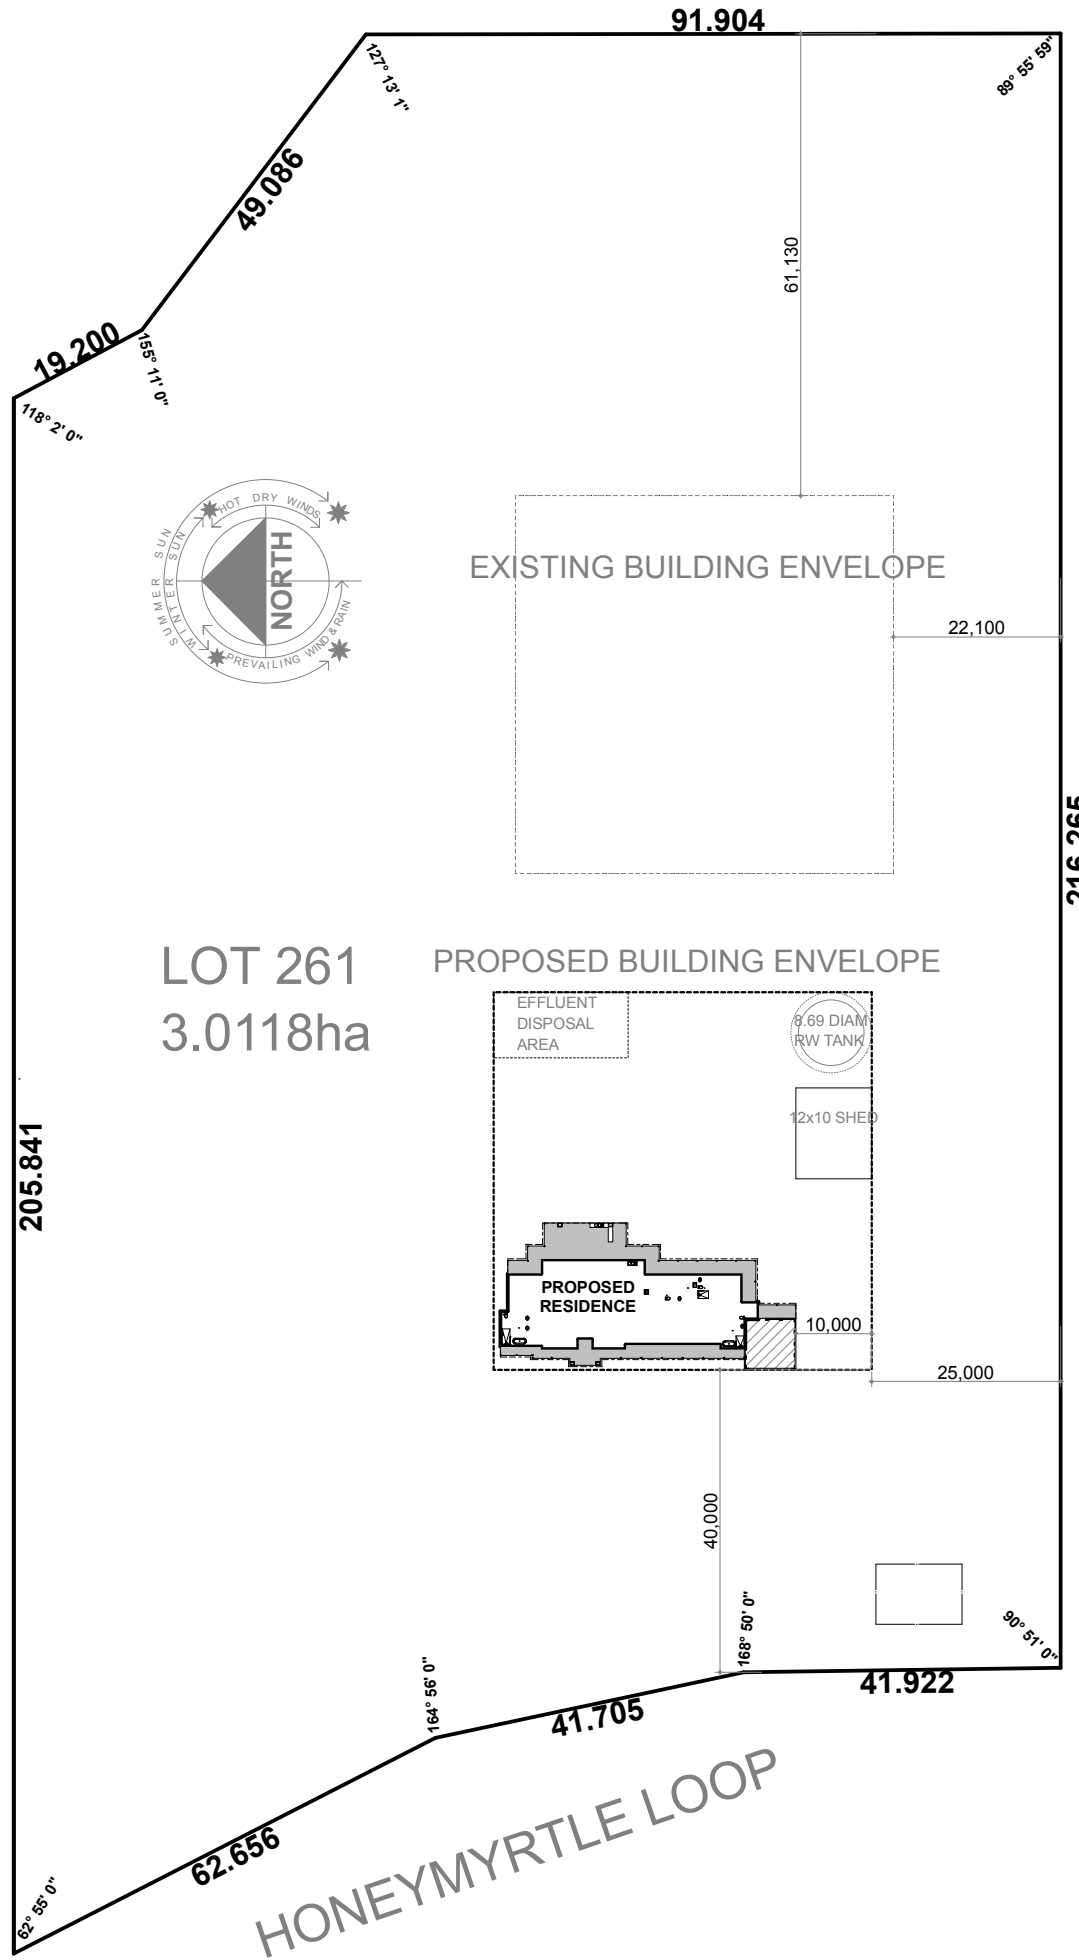 91.904
127° 13' 1"
89° 55' 59"
49.086
61,130
19.200
155° 11' 0"
118° 2' 0"
SUMMER SUN
WINTER SUN
HOT DRY WINDS
NORTH
PREVAILING WIND & RAIN
EXISTING BUILDING ENVELOPE
22,100
216.265
LOT 261
3.0118ha
PROPOSED BUILDING ENVELOPE
EFFLUENT
DISPOSAL
AREA
8.69 DIAM
RW TANK
12x10 SHED
205.841
PROPOSED
RESIDENCE
10,000
25,000
40,000
168° 50' 0"
90° 51' 0"
164° 56' 0"
41.922
41.705
62.656
62° 55' 0"
HONEYMYRTLE LOOP